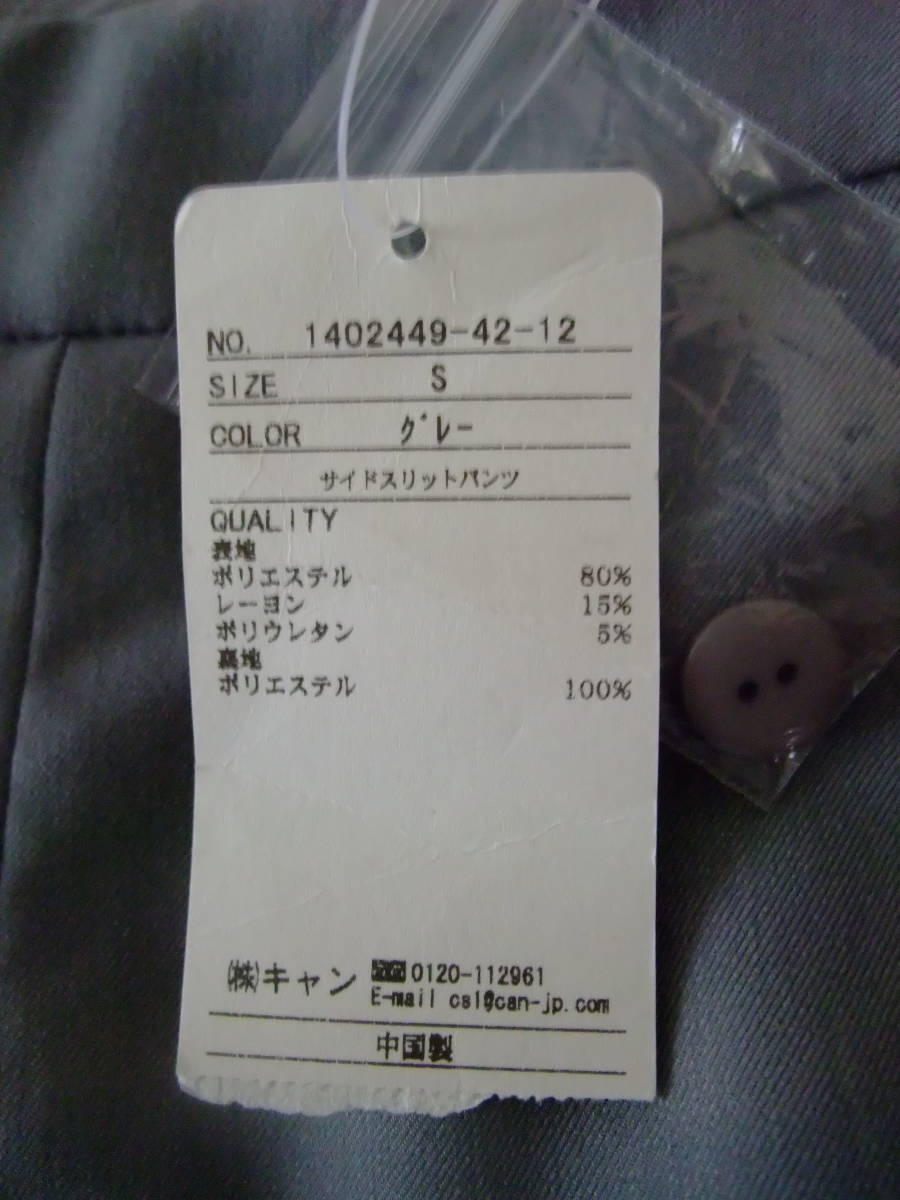 NO. 1402449-42-12
SIZE S
COLOR グレー
サイドスリットパンツ
QUALITY
表地
ポリエステル 80%
レーヨン 15%
ポリウレタン 5%
裏地
ポリエステル 100%
㈱キャン 0120-112961
E-mail csl@can-jp.com
中国製